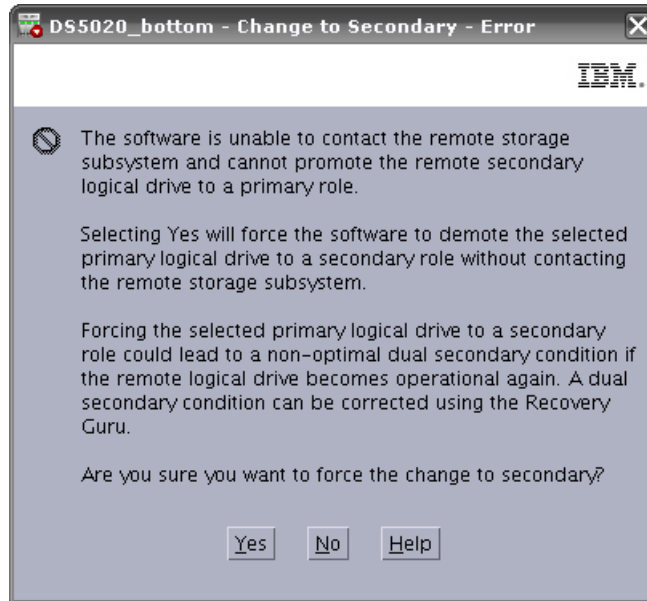 DS5020_bottom - Change to Secondary - Error
IBM.
The software is unable to contact the remote storage
subsystem and cannot promote the remote secondary
logical drive to a primary role.
Selecting Yes will force the software to demote the selected
primary logical drive to a secondary role without contacting
the remote storage subsystem.
Forcing the selected primary logical drive to a secondary
role could lead to a non-optimal dual secondary condition if
the remote logical drive becomes operational again. A dual
secondary condition can be corrected using the Recovery
Guru.
Are you sure you want to force the change to secondary?
Yes No Help